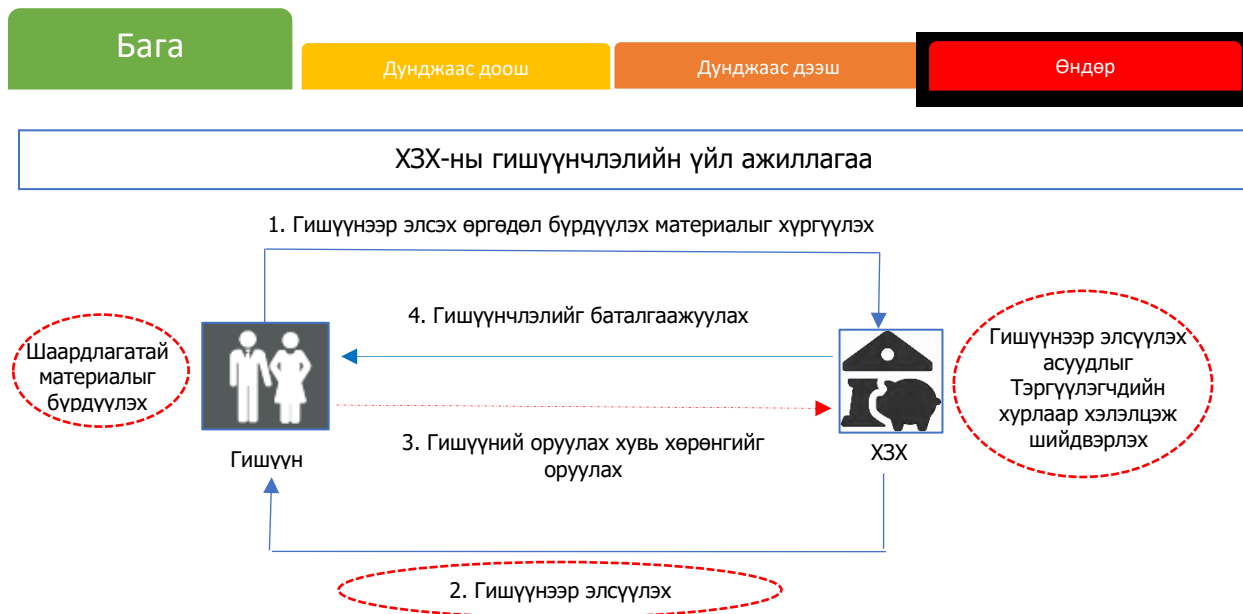 Бага
Дунджаас доош
Дунджаас дээш
Өндөр
ХЗХ-ны гишүүнчлэлийн үйл ажиллагаа
1. Гишүүнээр элсэх өргөдөл бүрдүүлэх материалыг хүргүүлэх
4. Гишүүнчлэлийг баталгаажуулах
Шаардлагатай
материалыг
бүрдүүлэх
Гишүүнээр элсүүлэх
асуудлыг
Тэргүүлэгчдийн
хурлаар хэлэлцэж
шийдвэрлэх
3. Гишүүний оруулах хувь хөрөнгийг
оруулах
Гишүүн
ХЗХ
2. Гишүүнээр элсүүлэх